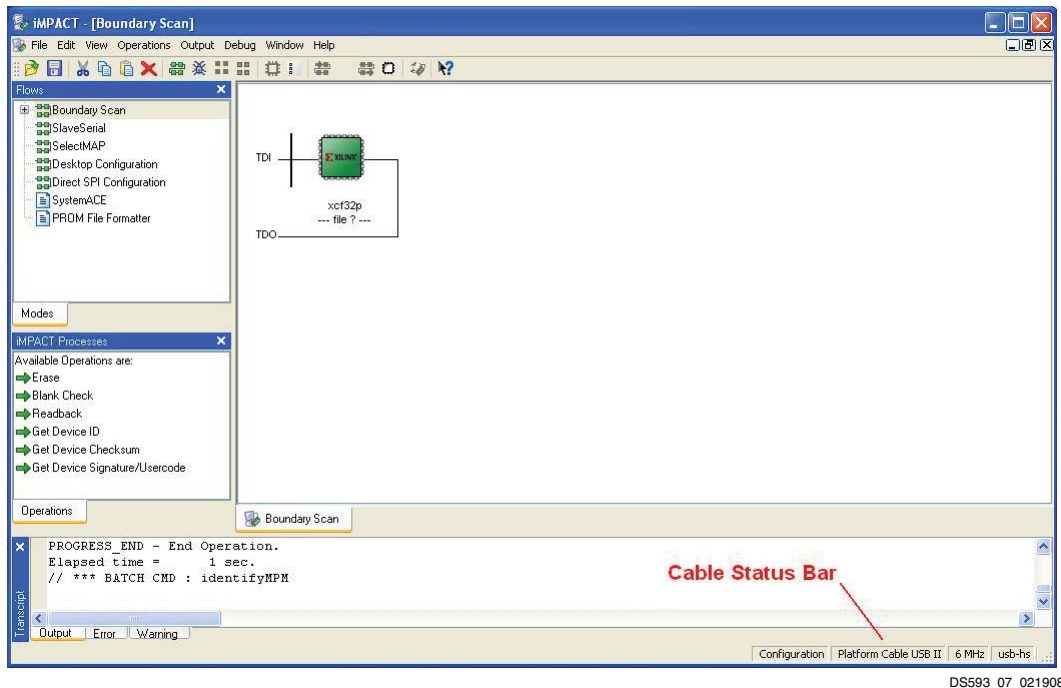 iMPACT - [Boundary Scan]
File Edit View Operations Output Debug Window Help
Flows
Boundary Scan
SlaveSerial
SelectMAP
Desktop Configuration
Direct SPI Configuration
SystemACE
PROM File Formatter
Modes
iMPACT Processes
Available Operations are:
Erase
Blank Check
Readback
Get Device ID
Get Device Checksum
Get Device Signature/Usercode
Operations
TDI
XILINX
xcf32p
--- file ? ---
TDO
Boundary Scan
PROGRESS_END - End Operation.
Elapsed time = 1 sec.
// *** BATCH CMD : identifyMPM
Transcript
Output Error Warning
Cable Status Bar
Configuration Platform Cable USB II 6 MHz usb-hs
DS593_07_021908